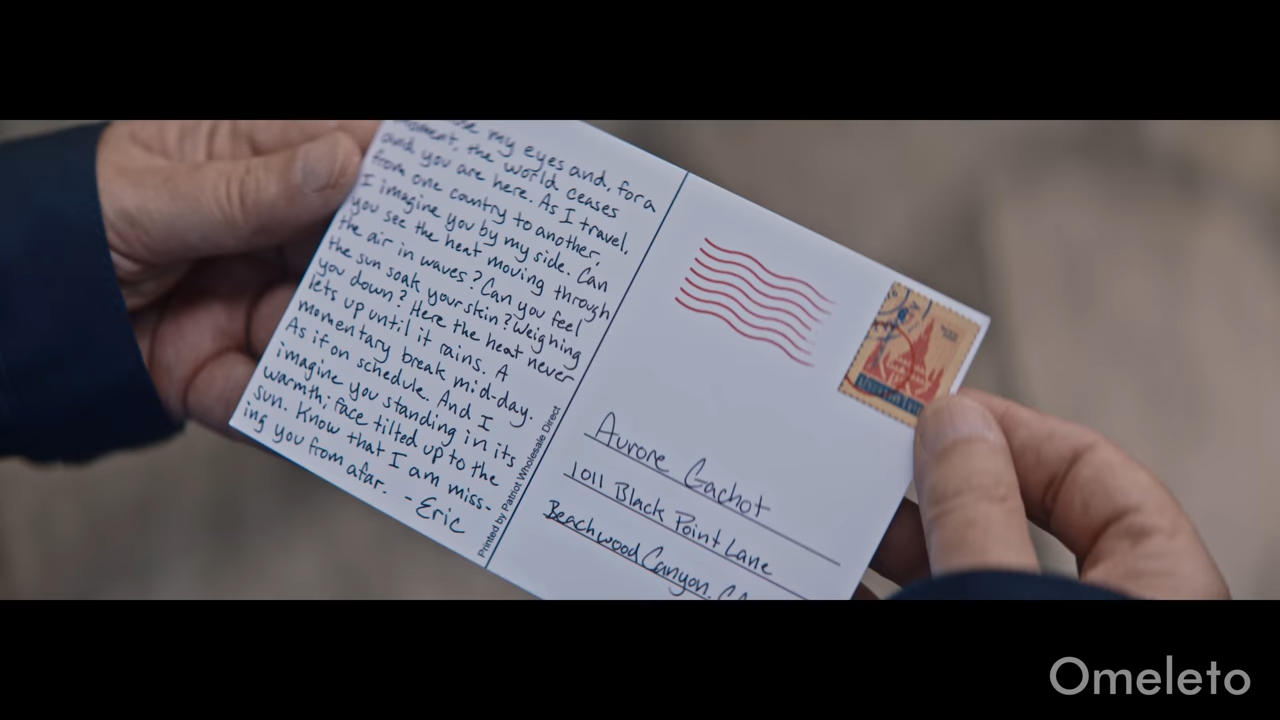 my eyes and, for a
moment, the world ceases
and you are here. As I travel,
from one country to another,
I imagine you by my side. Can
you see the heat moving through
the air in waves? Can you feel
the sun soak your skin? Weighing
you down? Here the heat never
lets up until it rains. A
momentary break mid-day.
As if on schedule. And I
imagine you standing in its
warmth, face tilted up to the
sun. Know that I am miss-
ing you from afar. - Eric
Printed by Patriot Wholesale Direct
Aurore Gachot
1011 Black Point Lane
Beachwood Canyon, CA
Omeleto